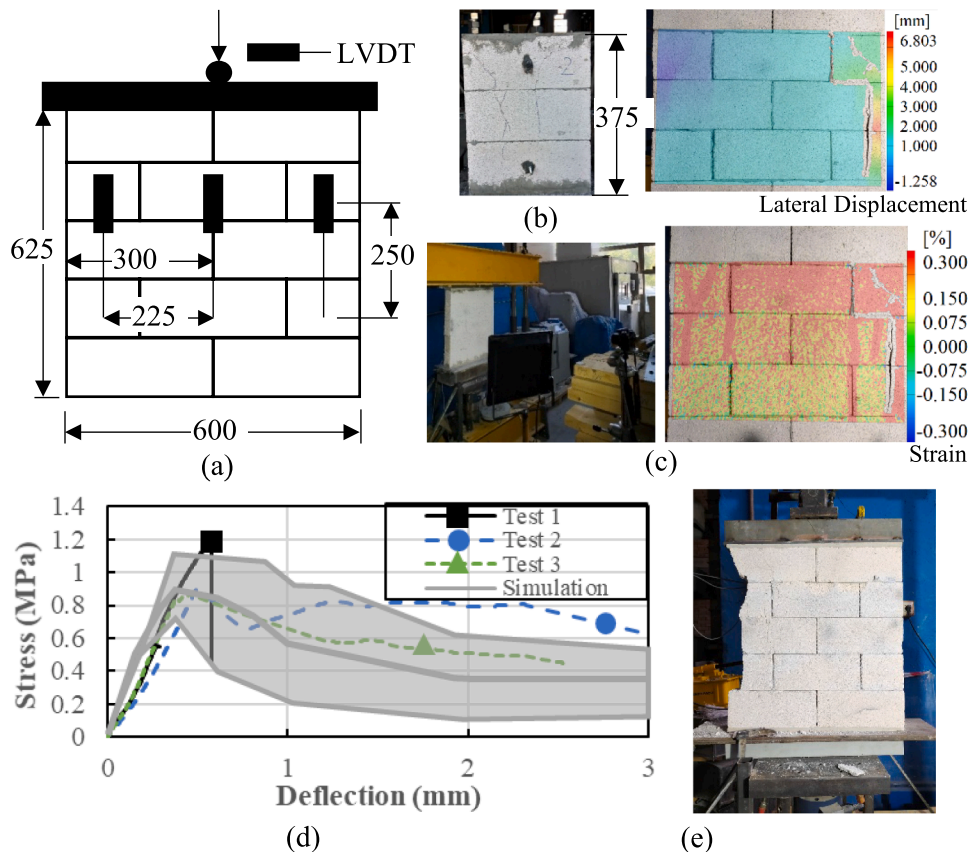 LVDT
625
300
225
250
600
(a)
2
375
(b)
[mm]
6.803
5.000
4.000
3.000
2.000
1.000
-1.258
Lateral Displacement
[%]
0.300
0.150
0.075
0.000
-0.075
-0.150
-0.300
Strain
(c)
Stress (MPa)
1.4
1.2
1
0.8
0.6
0.4
0.2
0
0
1
2
3
Deflection (mm)
Test 1
Test 2
Test 3
Simulation
(d)
(e)